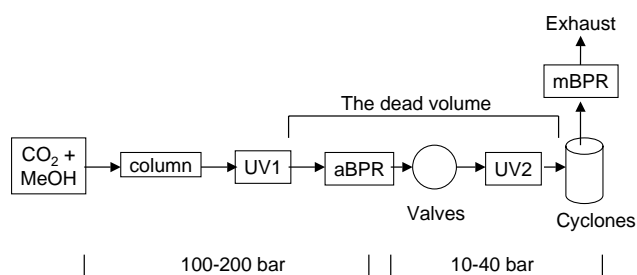 Exhaust
mBPR
The dead volume
CO₂ +
MeOH
column
UV1
aBPR
UV2
Valves
Cyclones
100-200 bar
10-40 bar